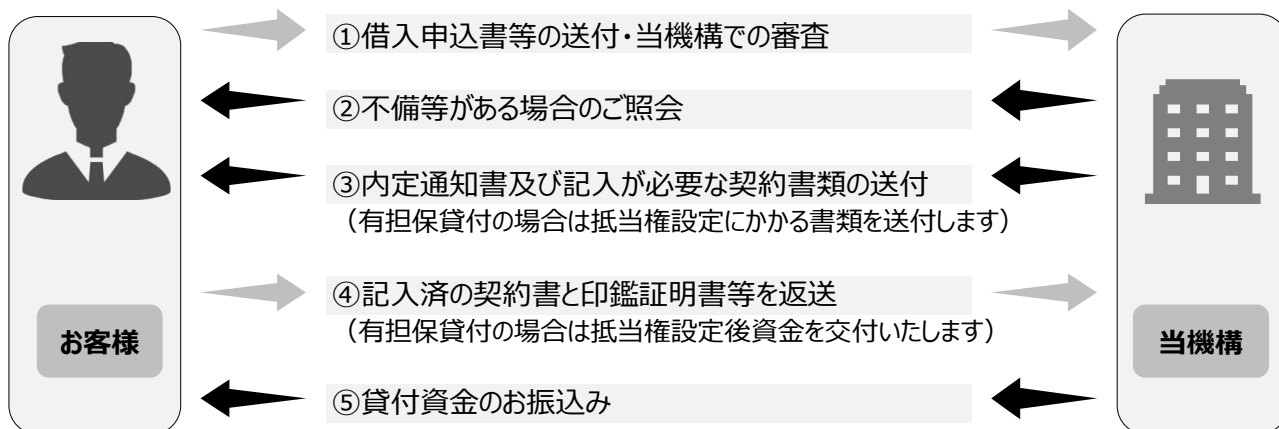 ①借入申込書等の送付・当機構での審査
②不備等がある場合のご照会
③内定通知書及び記入が必要な契約書類の送付
（有担保貸付の場合は抵当権設定にかかる書類を送付します）
④記入済の契約書と印鑑証明書等を返送
（有担保貸付の場合は抵当権設定後資金を交付いたします）
お客様
当機構
⑤貸付資金のお振込み